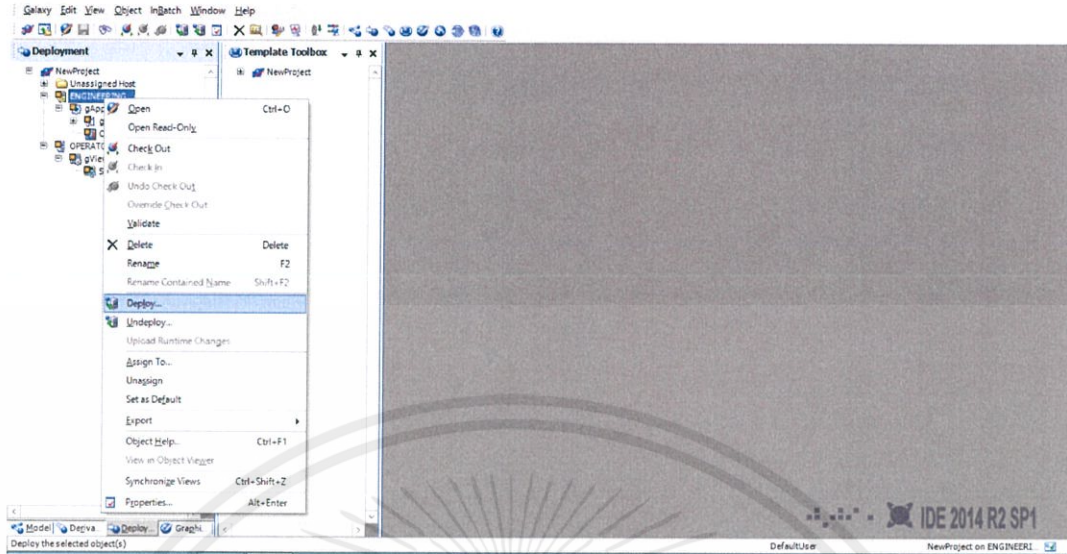 Galaxy Edit View Object InBatch Window Help
Deployment
Template Toolbox
NewProject
NewProject
Unassigned Host
ENGINEERING
gApp
OPERATO
gVie
Open Ctrl+O
Open Read-Only
Check Out
Check In
Undo Check Out
Override Check Out
Validate
Delete Delete
Rename F2
Rename Contained Name Shift+F2
Deploy...
Undeploy...
Upload Runtime Changes
Assign To...
Unassign
Set as Default
Export
Object Help... Ctrl+F1
View in Object Viewer
Synchronize Views Ctrl+Shift+Z
Properties... Alt+Enter
Model Deriva Deploy... Graphi
IDE 2014 R2 SP1
Deploy the selected object(s)
DefaultUser
NewProject on ENGINEERI...